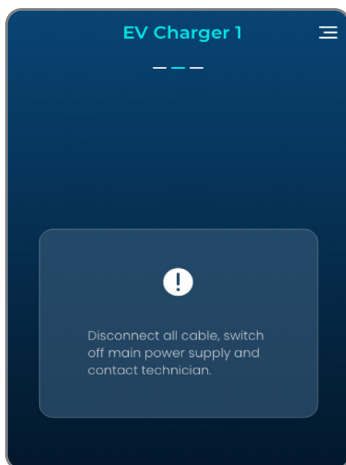 EV Charger 1
Disconnect all cable, switch
off main power supply and
contact technician.